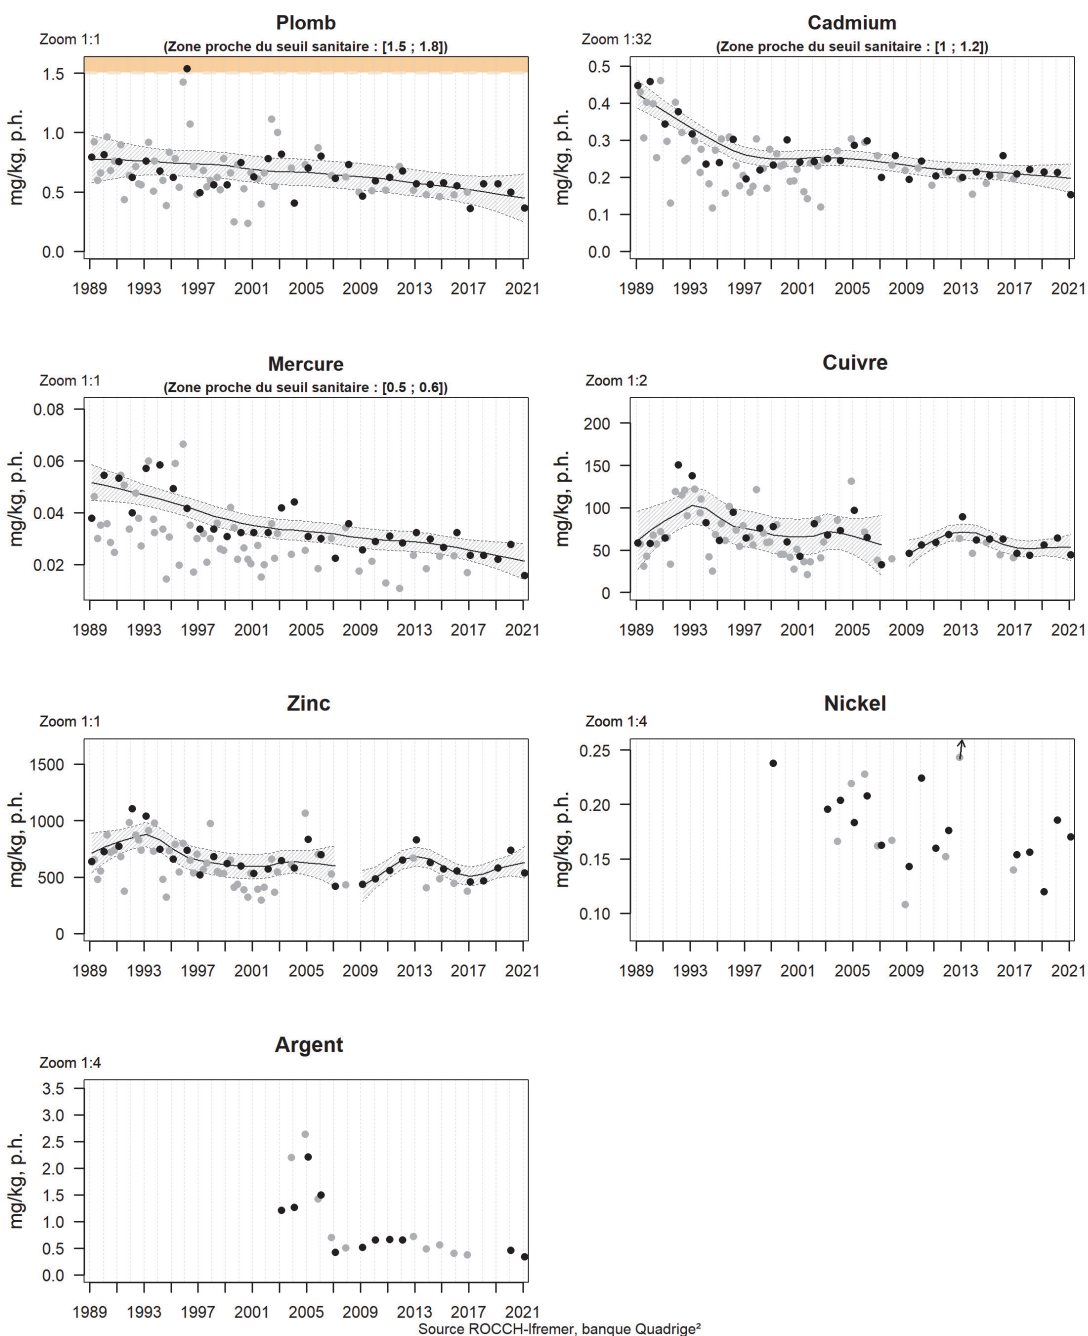 Plomb
Zoom 1:1
(Zone proche du seuil sanitaire : [1.5 ; 1.8])
mg/kg, p.h.
1.5
1.0
0.5
0.0
1989 1993 1997 2001 2005 2009 2013 2017 2021
Cadmium
Zoom 1:32
(Zone proche du seuil sanitaire : [1 ; 1.2])
mg/kg, p.h.
0.5
0.4
0.3
0.2
0.1
0.0
1989 1993 1997 2001 2005 2009 2013 2017 2021
Mercure
Zoom 1:1
(Zone proche du seuil sanitaire : [0.5 ; 0.6])
mg/kg, p.h.
0.08
0.06
0.04
0.02
1989 1993 1997 2001 2005 2009 2013 2017 2021
Cuivre
Zoom 1:2
mg/kg, p.h.
200
150
100
50
0
1989 1993 1997 2001 2005 2009 2013 2017 2021
Zinc
Zoom 1:1
mg/kg, p.h.
1500
1000
500
0
1989 1993 1997 2001 2005 2009 2013 2017 2021
Nickel
Zoom 1:4
mg/kg, p.h.
0.25
0.20
0.15
0.10
1989 1993 1997 2001 2005 2009 2013 2017 2021
Argent
Zoom 1:4
mg/kg, p.h.
3.5
3.0
2.5
2.0
1.5
1.0
0.5
0.0
1989 1993 1997 2001 2005 2009 2013 2017 2021
Source ROCCH-Ifremer, banque Quadrige²